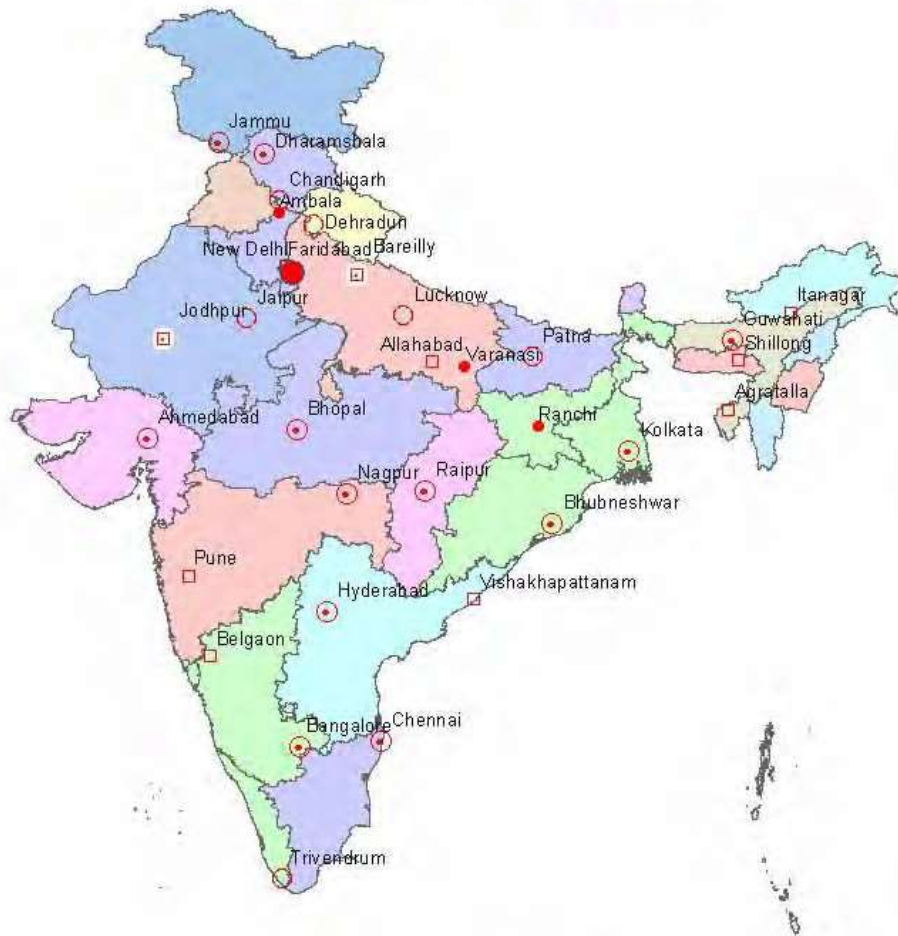 Jammu
Dharamshala
Chandigarh
Ambala
Dehradun
New Delhi
Faridabad
Bareilly
Jaipur
Jodhpur
Lucknow
Itanagar
Guwahati
Shillong
Patna
Allahabad
Varanasi
Agratalla
Ahmedabad
Bhopal
Ranchi
Kolkata
Nagpur
Raipur
Bhubneshwar
Pune
Hyderabad
Vishakhapattanam
Belgaon
Bangalore
Chennai
Trivendrum